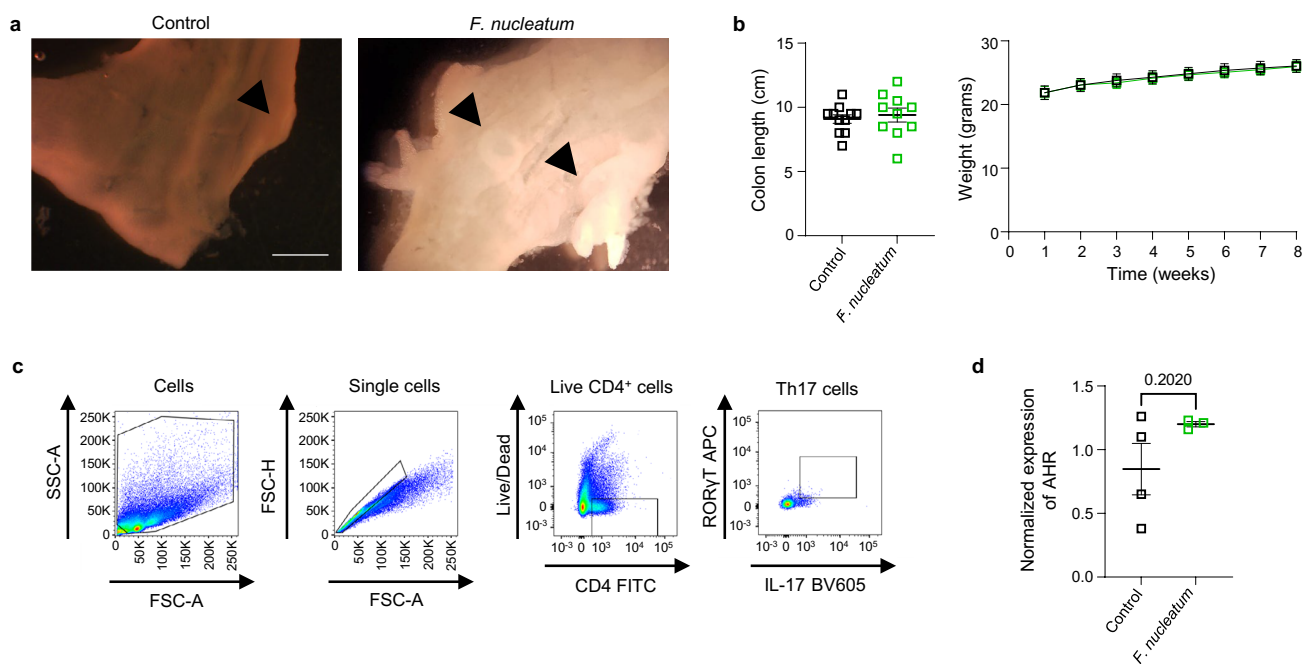 a
Control
F. nucleatum
b
Colon length (cm)
15
10
5
0
Control
F. nucleatum
Weight (grams)
30
20
10
0
0 1 2 3 4 5 6 7 8
Time (weeks)
c
Cells
SSC-A
250K
200K
150K
100K
50K
0
0 50K 100K 150K 200K 250K
FSC-A
Single cells
FSC-H
250K
200K
150K
100K
50K
0
0 50K 100K 150K 200K 250K
FSC-A
Live CD4⁺ cells
Live/Dead
10⁵
10⁴
10³
0
10⁻³
10⁻³ 0 10³ 10⁴ 10⁵
CD4 FITC
Th17 cells
RORγT APC
10⁵
10⁴
10³
0
10⁻³
10⁻³ 0 10³ 10⁴ 10⁵
IL-17 BV605
d
Normalized expression
of AHR
1.5
1.0
0.5
0.0
0.2020
Control
F. nucleatum